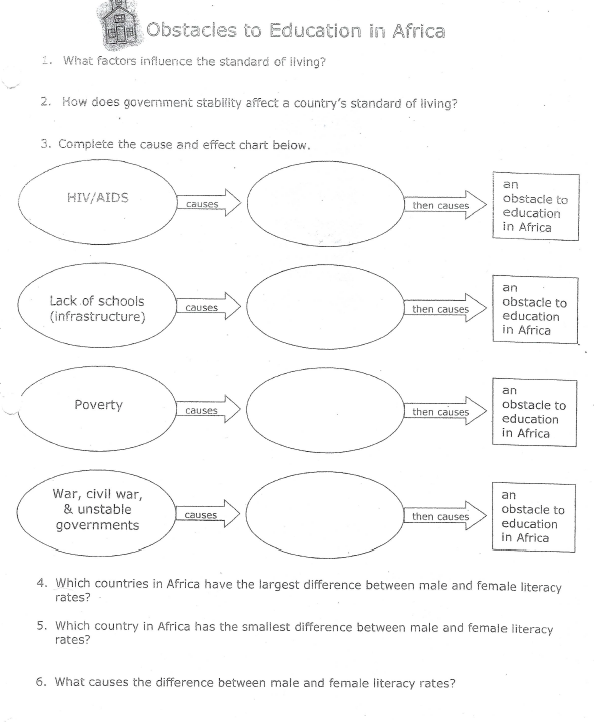 Obstacles to Education in Africa
1. What factors influence the standard of living?
2. How does government stability affect a country's standard of living?
3. Complete the cause and effect chart below.
HIV/AIDS
causes
then causes
an
obstacle to
education
in Africa
Lack of schools
(infrastructure)
causes
then causes
an
obstacle to
education
in Africa
Poverty
causes
then causes
an
obstacle to
education
in Africa
War, civil war,
& unstable
governments
causes
then causes
an
obstacle to
education
in Africa
4. Which countries in Africa have the largest difference between male and female literacy
rates?
5. Which country in Africa has the smallest difference between male and female literacy
rates?
6. What causes the difference between male and female literacy rates?